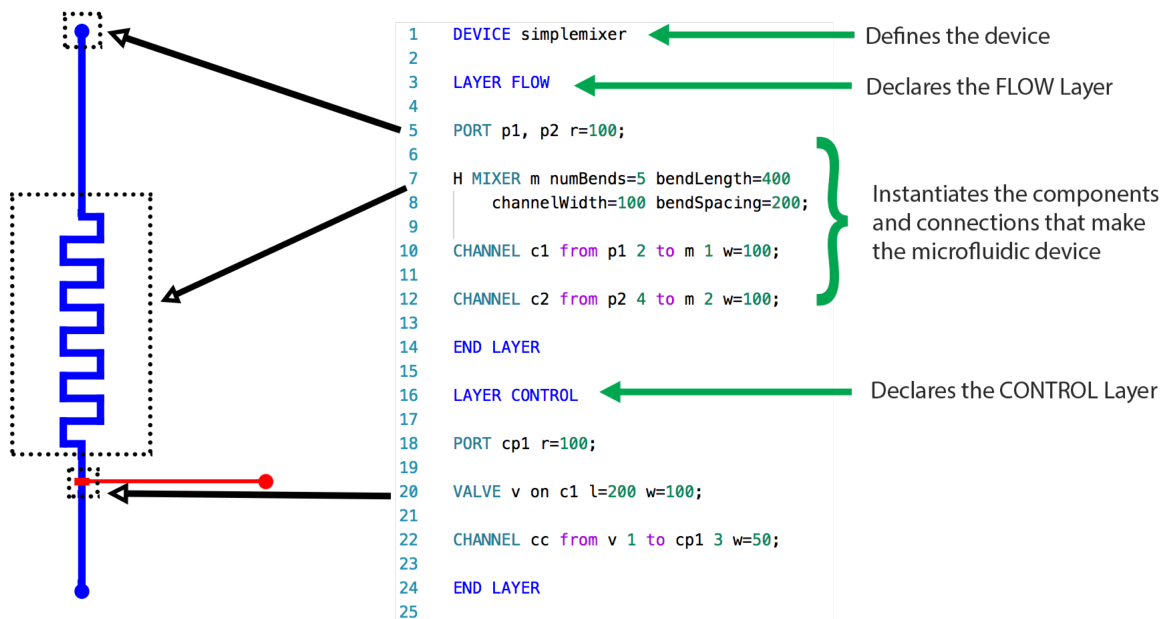 1 DEVICE simplemixer
Defines the device
2
3 LAYER FLOW
Declares the FLOW Layer
4
5 PORT p1, p2 r=100;
6
7 H MIXER m numBends=5 bendLength=400
8 channelWidth=100 bendSpacing=200;
9
10 CHANNEL c1 from p1 2 to m 1 w=100;
11
12 CHANNEL c2 from p2 4 to m 2 w=100;
Instantiates the components
and connections that make
the microfluidic device
13
14 END LAYER
15
16 LAYER CONTROL
Declares the CONTROL Layer
17
18 PORT cp1 r=100;
19
20 VALVE v on c1 l=200 w=100;
21
22 CHANNEL cc from v 1 to cp1 3 w=50;
23
24 END LAYER
25